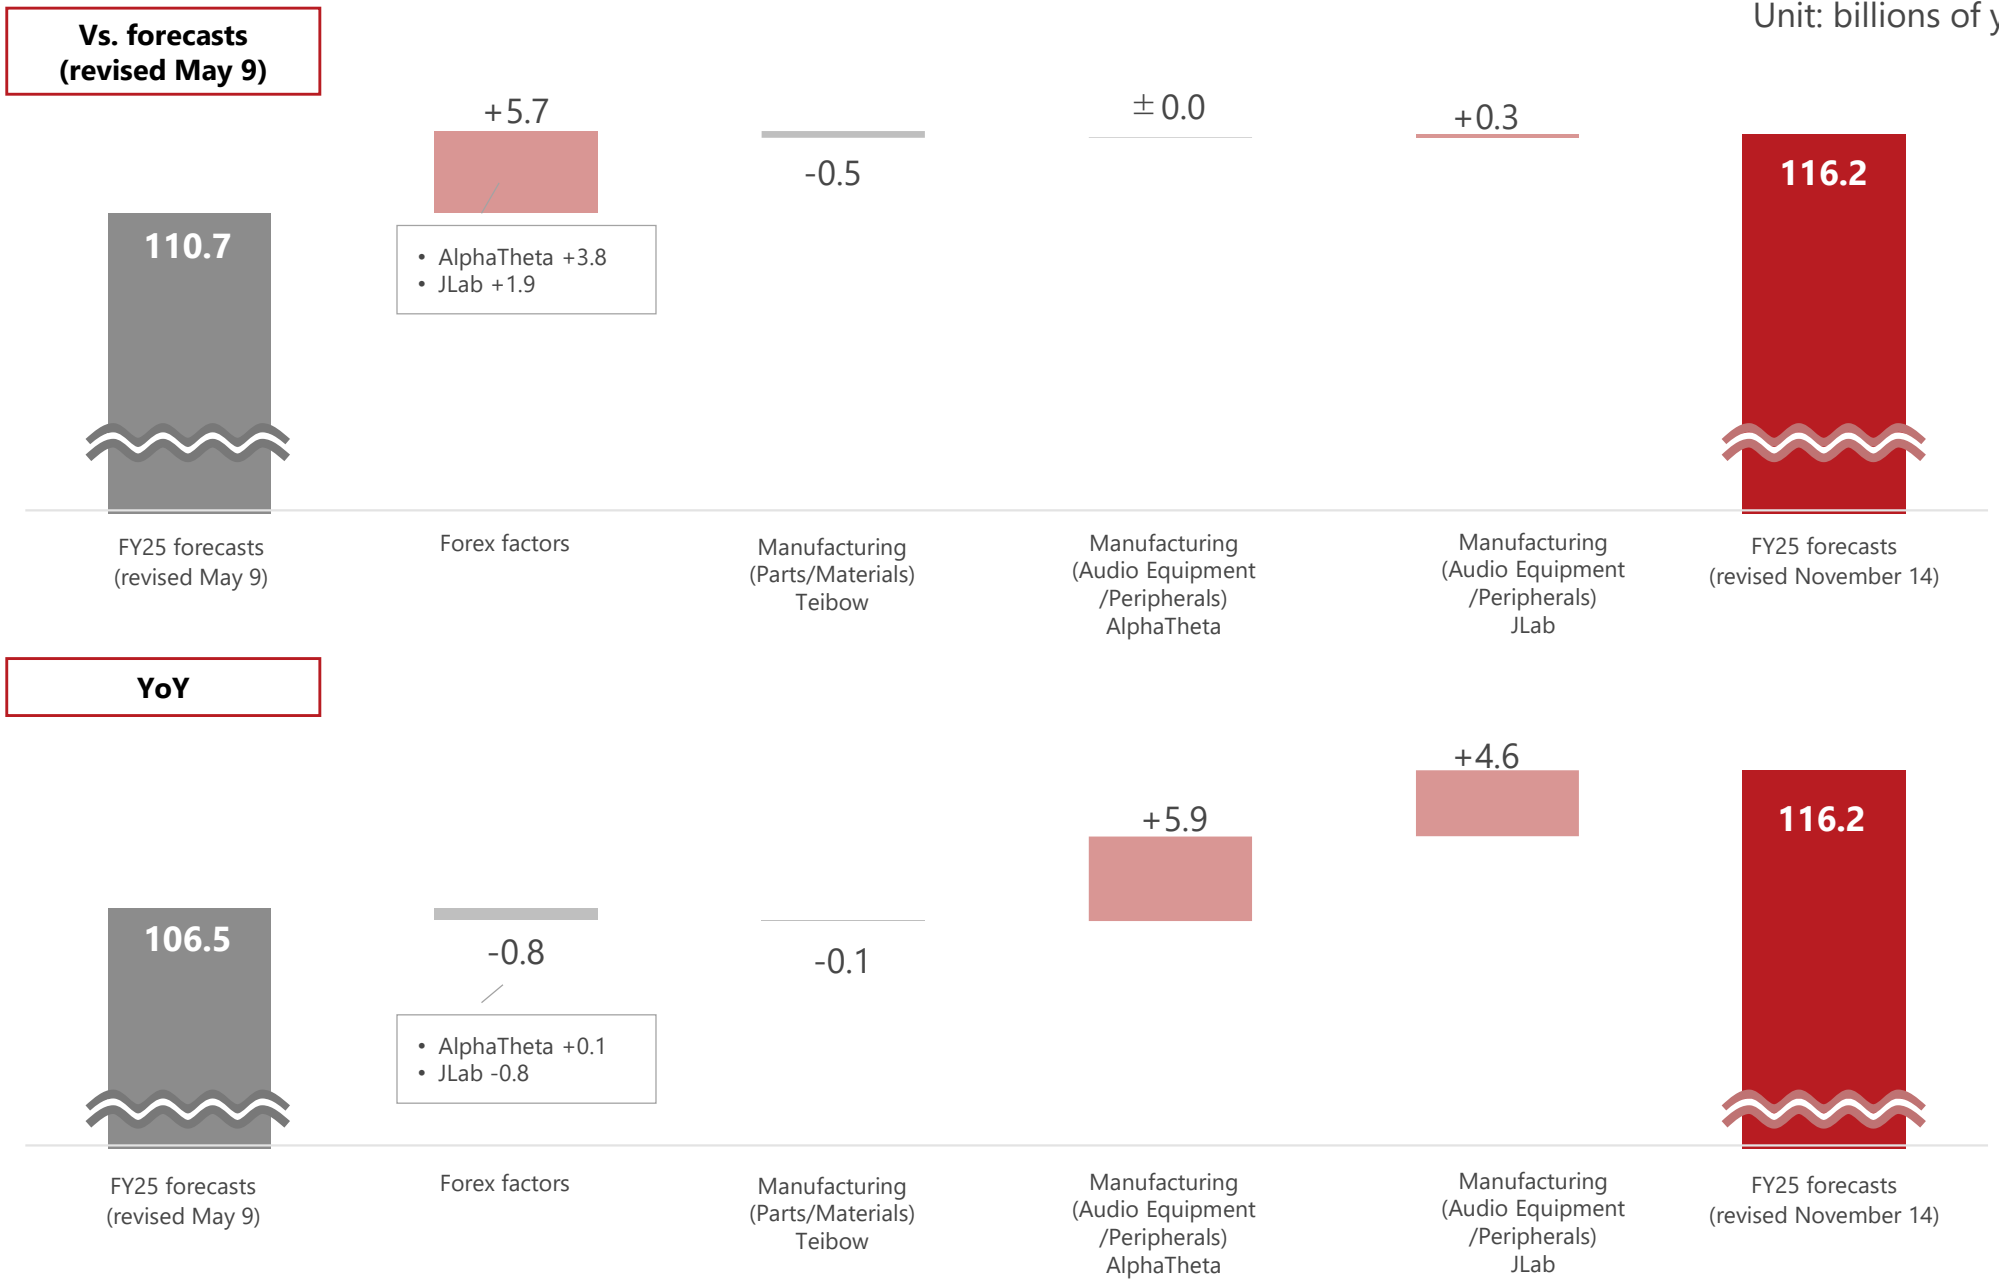 Unit: billions of y
Vs. forecasts
(revised May 9)
+5.7
-0.5
±0.0
+0.3
116.2
110.7
• AlphaTheta +3.8
• JLab +1.9
FY25 forecasts
(revised May 9)
Forex factors
Manufacturing
(Parts/Materials)
Teibow
Manufacturing
(Audio Equipment
/Peripherals)
AlphaTheta
Manufacturing
(Audio Equipment
/Peripherals)
JLab
FY25 forecasts
(revised November 14)
YoY
106.5
-0.8
• AlphaTheta +0.1
• JLab -0.8
-0.1
+5.9
+4.6
116.2
FY25 forecasts
(revised May 9)
Forex factors
Manufacturing
(Parts/Materials)
Teibow
Manufacturing
(Audio Equipment
/Peripherals)
AlphaTheta
Manufacturing
(Audio Equipment
/Peripherals)
JLab
FY25 forecasts
(revised November 14)